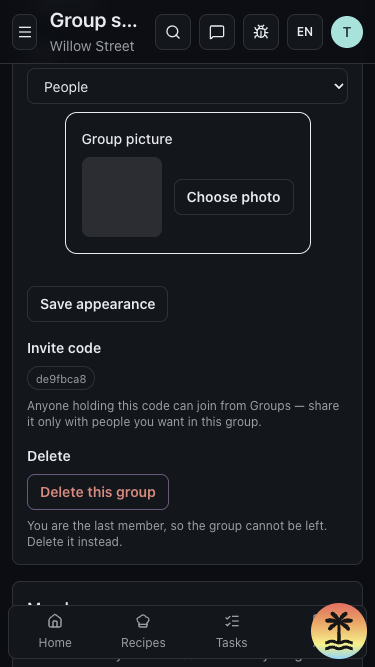 Group s...
Willow Street
EN
T
People
Group picture
Choose photo
Save appearance
Invite code
de9fbca8
Anyone holding this code can join from Groups — share
it only with people you want in this group.
Delete
Delete this group
You are the last member, so the group cannot be left.
Delete it instead.
Home
Recipes
Tasks